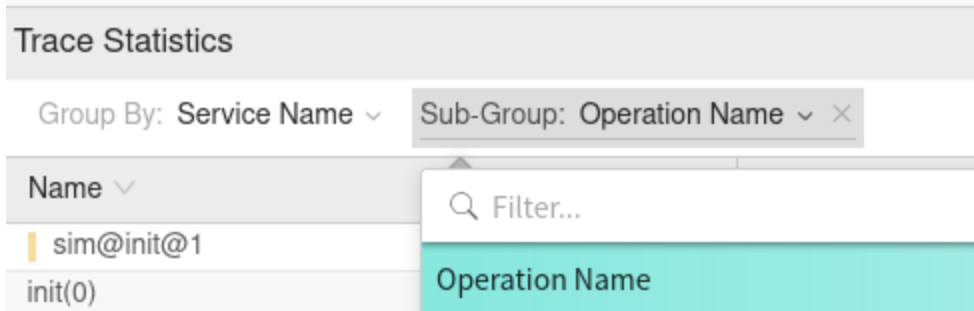 Trace Statistics
Group By: Service Name Sub-Group: Operation Name
Name
Filter...
sim@init@1
Operation Name
init(0)